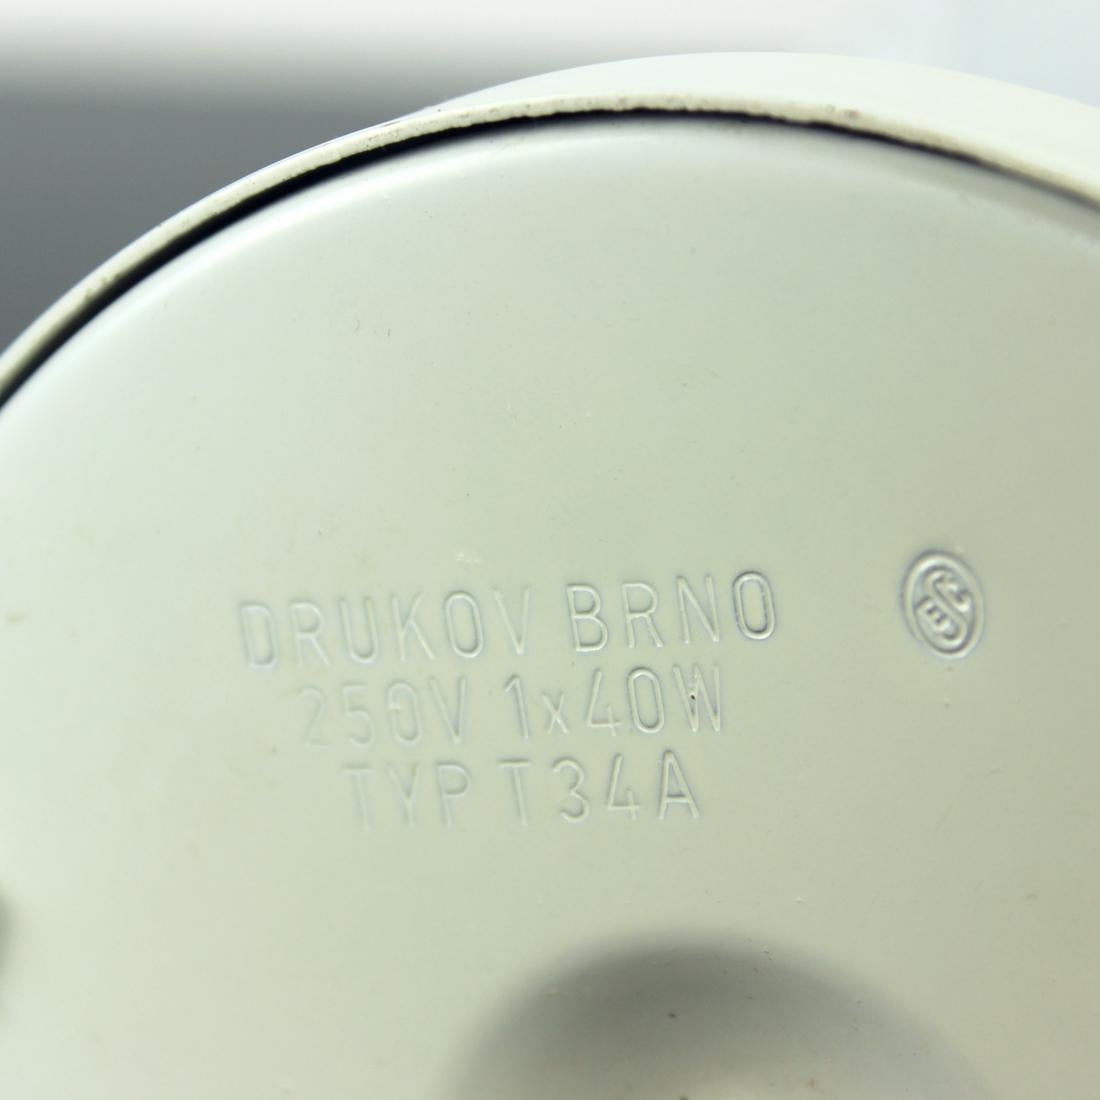 DRUKOV BRNO
250V 1x40W
TYP T34A